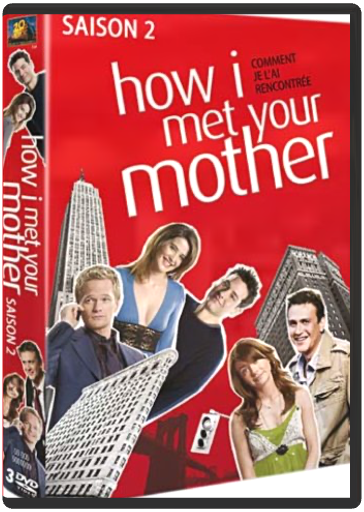 SAISON 2
how i
met your
mother
COMMENT
JE L'AI
RENCONTRÉE
how i met your
mother
SAISON 2
3 DVD